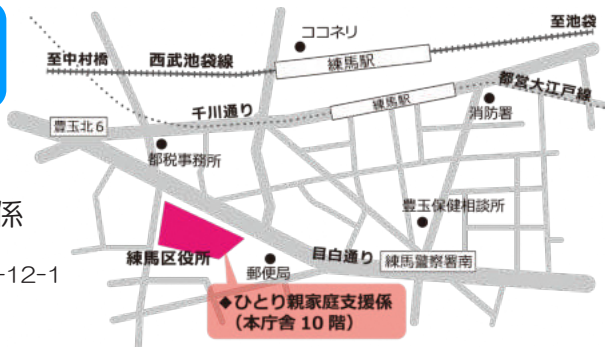 ココネリ
至池袋
至中村橋
西武池袋線
練馬駅
都営大江戸線
千川通り
練馬駅
消防署
豊玉北6
都税事務所
係
豊玉保健相談所
-12-1
練馬区役所
目白通り
練馬警察署南
郵便局
◆ひとり親家庭支援係
（本庁舎 10 階）